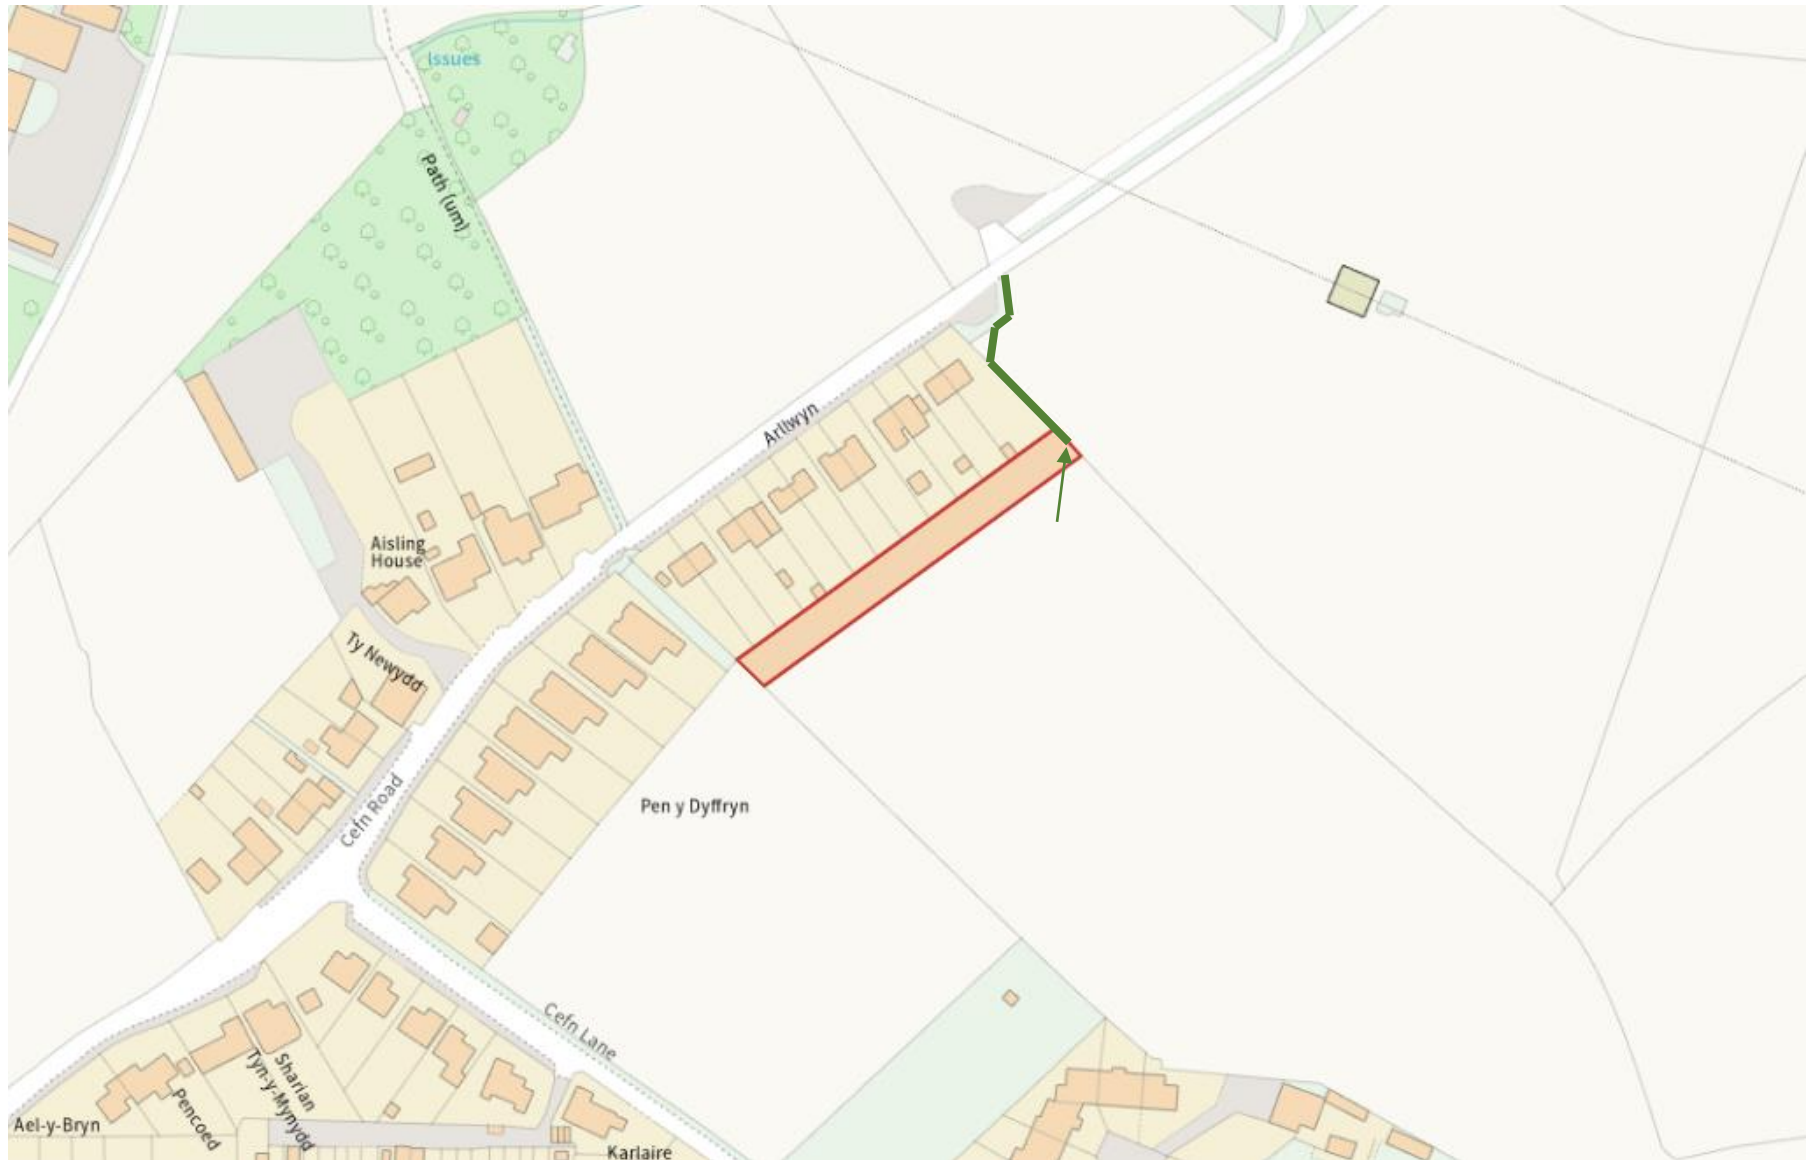 Issues
Path (um)
Arllwyn
Aisling
House
Ty Newydd
Cefn Road
Pen y Dyffryn
Cefn Lane
Sharian
Tyn-y-Mynydd
Pencoed
Ael-y-Bryn
Karlaire